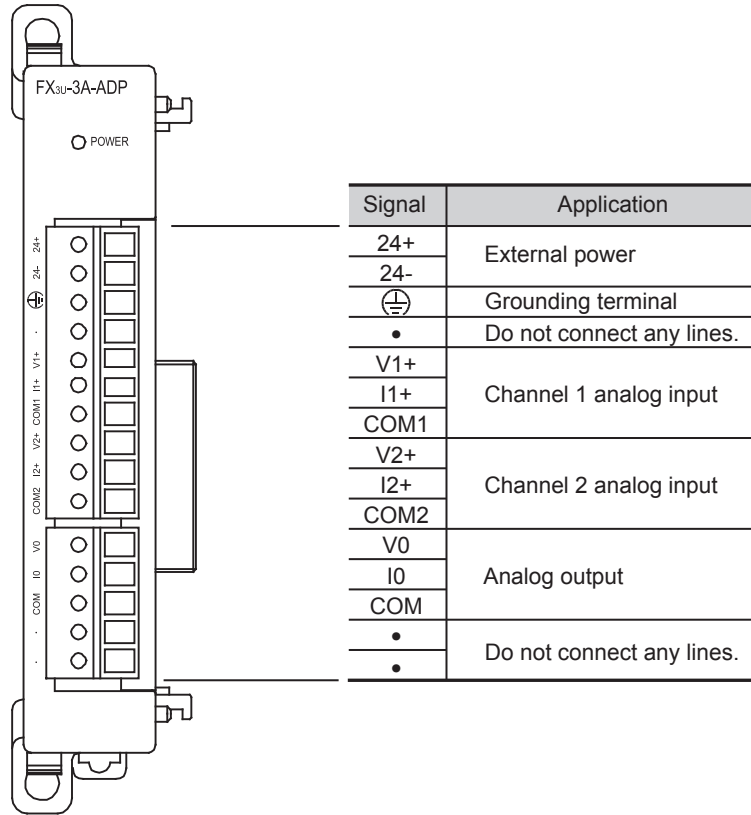 FX3U-3A-ADP
POWER
24+
24-
.
V1+
I1+
COM1
V2+
I2+
COM2
V0
I0
COM
.
.
Signal Application
24+
24-
External power
Grounding terminal
• Do not connect any lines.
V1+
I1+
COM1
Channel 1 analog input
V2+
I2+
COM2
Channel 2 analog input
V0
I0
COM
Analog output
•
•
Do not connect any lines.